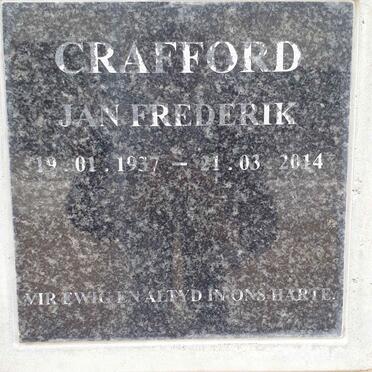 CRAFFORD
JAN FREDERIK
19.01.1937 — 21.03.2014
VIR EWIG EN ALTYD IN ONS HARTE.